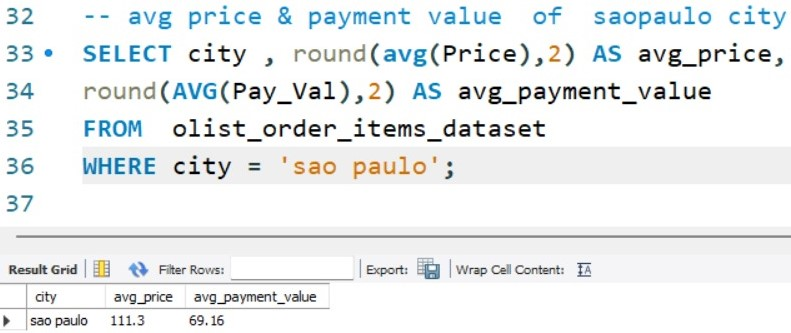 32 -- avg price & payment value of saopaulo city
33 SELECT city , round(avg(Price),2) AS avg_price,
34 round(AVG(Pay_Val),2) AS avg_payment_value
35 FROM olist_order_items_dataset
36 WHERE city = 'sao paulo';
37
Result Grid Filter Rows: Export: Wrap Cell Content:
city avg_price avg_payment_value
sao paulo 111.3 69.16